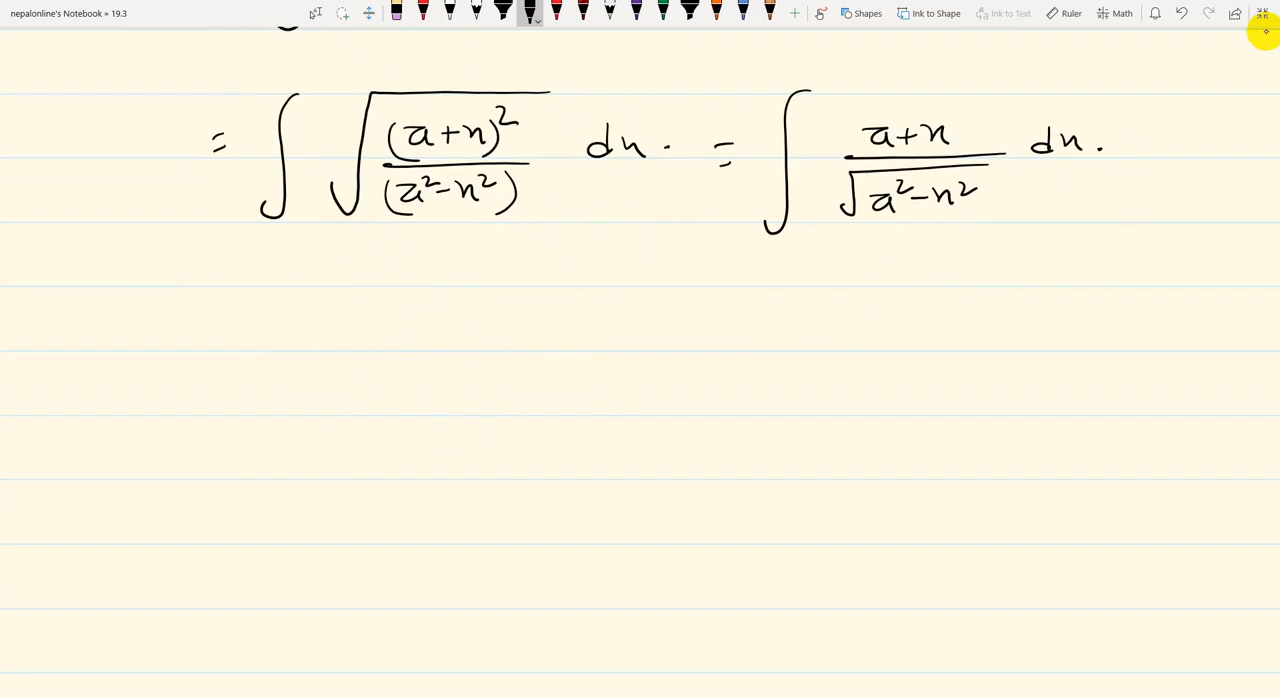 nepalonline's Notebook » 19.3 Shapes Ink to Shape Ink to Text Ruler Math
= ∫ √((a+x)² / (a²-x²)) dx. = ∫ (a+x) / √(a²-x²) dx.